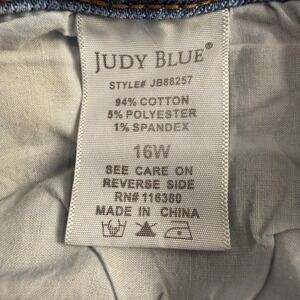 JUDY BLUE®
STYLE# JB88257
94% COTTON
5% POLYESTER
1% SPANDEX
16W
SEE CARE ON
REVERSE SIDE
RN# 116380
MADE IN CHINA